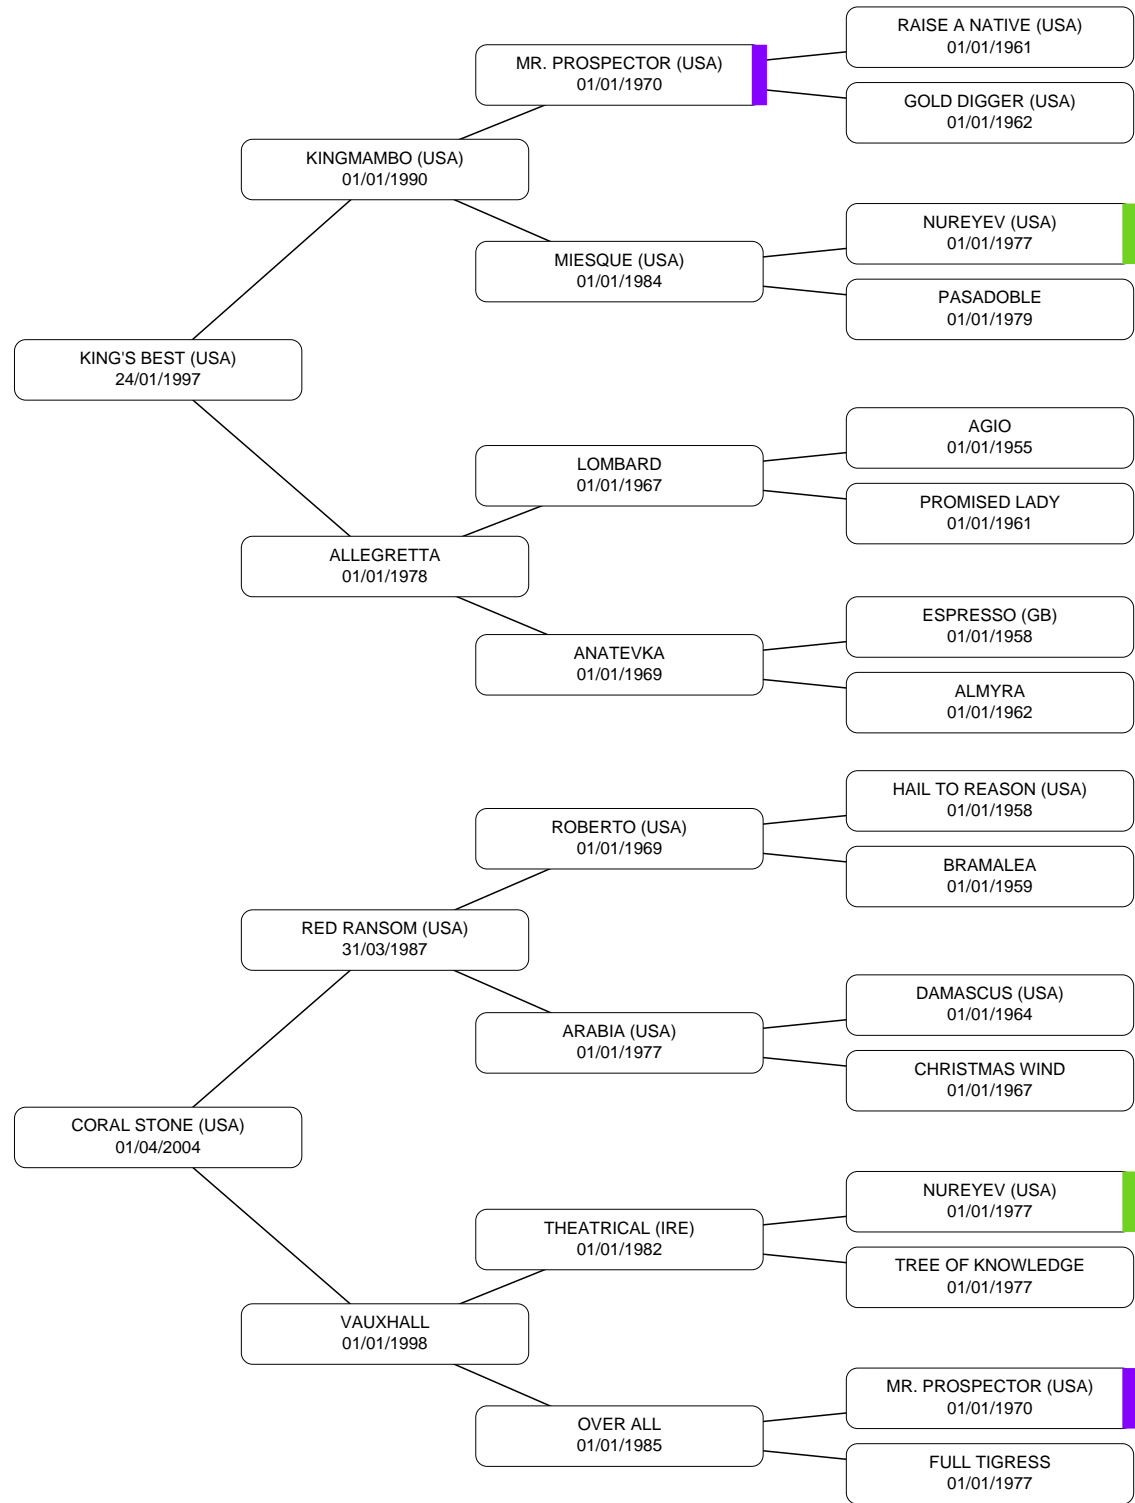 RAISE A NATIVE (USA)
01/01/1961
MR. PROSPECTOR (USA)
01/01/1970
GOLD DIGGER (USA)
01/01/1962
KINGMAMBO (USA)
01/01/1990
NUREYEV (USA)
01/01/1977
MIESQUE (USA)
01/01/1984
PASADOBLE
01/01/1979
KING'S BEST (USA)
24/01/1997
AGIO
01/01/1955
LOMBARD
01/01/1967
PROMISED LADY
01/01/1961
ALLEGRETTA
01/01/1978
ESPRESSO (GB)
01/01/1958
ANATEVKA
01/01/1969
ALMYRA
01/01/1962
HAIL TO REASON (USA)
01/01/1958
ROBERTO (USA)
01/01/1969
BRAMALEA
01/01/1959
RED RANSOM (USA)
31/03/1987
DAMASCUS (USA)
01/01/1964
ARABIA (USA)
01/01/1977
CHRISTMAS WIND
01/01/1967
CORAL STONE (USA)
01/04/2004
NUREYEV (USA)
01/01/1977
THEATRICAL (IRE)
01/01/1982
TREE OF KNOWLEDGE
01/01/1977
VAUXHALL
01/01/1998
MR. PROSPECTOR (USA)
01/01/1970
OVER ALL
01/01/1985
FULL TIGRESS
01/01/1977